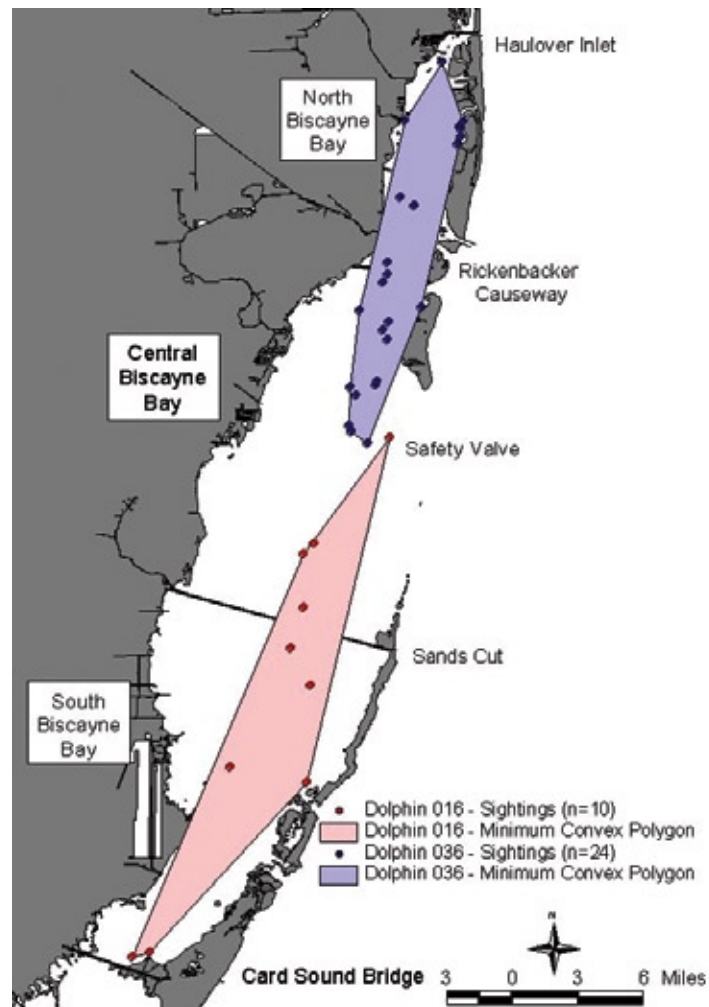 Haulover Inlet
North
Biscayne
Bay
Rickenbacker
Causeway
Central
Biscayne
Bay
Safety Valve
Sands Cut
South
Biscayne
Bay
Dolphin 016 - Sightings (n=10)
Dolphin 016 - Minimum Convex Polygon
Dolphin 036 - Sightings (n=24)
Dolphin 036 - Minimum Convex Polygon
N
Card Sound Bridge
3 0 3 6 Miles